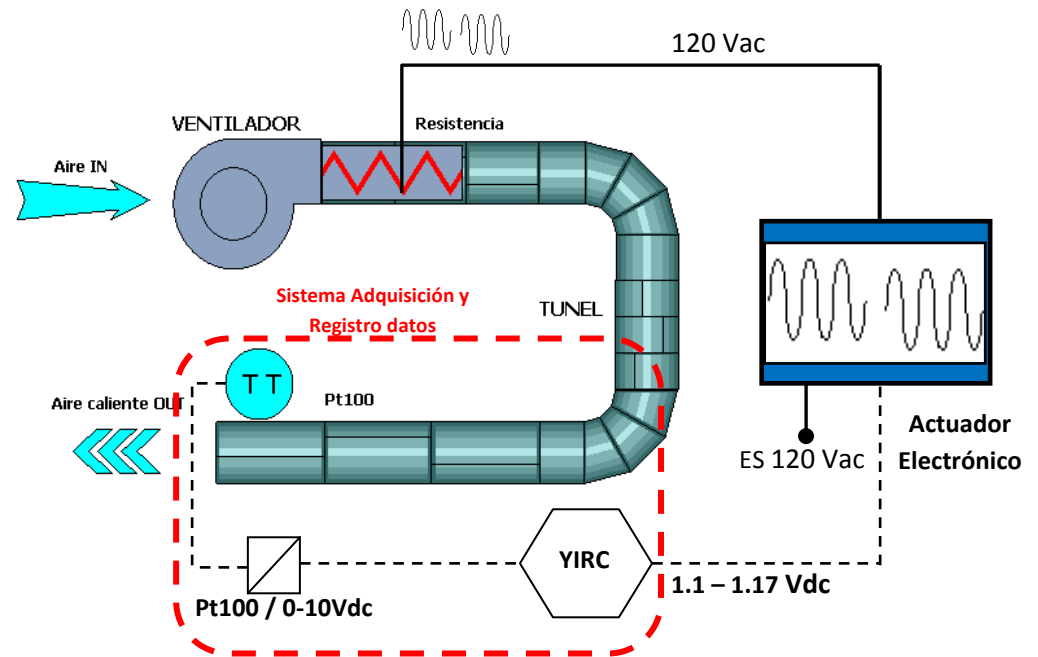 120 Vac
VENTILADOR
Resistencia
Aire IN
Sistema Adquisición y
Registro datos
TUNEL
TT
Pt100
Aire caliente OUT
Actuador
Electrónico
ES 120 Vac
YIRC
1.1 – 1.17 Vdc
Pt100 / 0-10Vdc